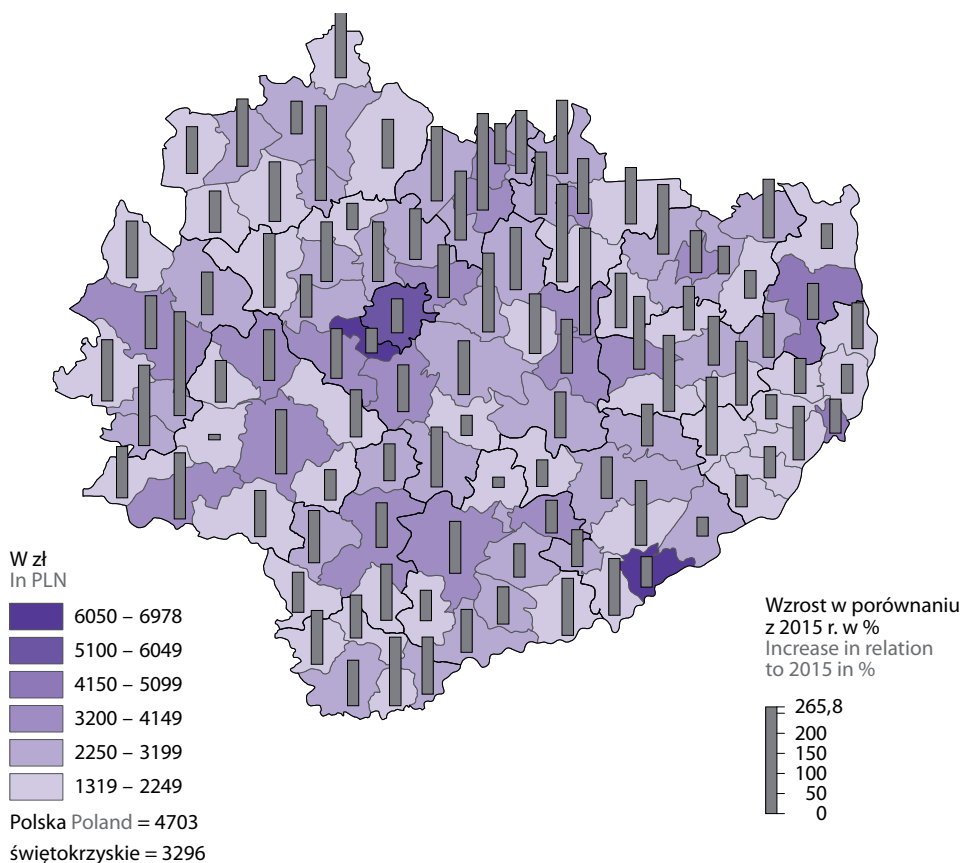 W zł
In PLN
6050 – 6978
5100 – 6049
4150 – 5099
3200 – 4149
2250 – 3199
1319 – 2249
Polska Poland = 4703
świętokrzyskie = 3296
Wzrost w porównaniu
z 2015 r. w %
Increase in relation
to 2015 in %
265,8
200
150
100
50
0